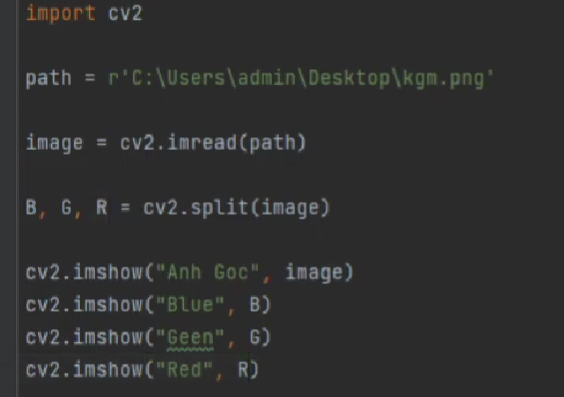 import cv2
path = r'C:\Users\admin\Desktop\kgm.png'
image = cv2.imread(path)
B, G, R = cv2.split(image)
cv2.imshow("Anh Goc", image)
cv2.imshow("Blue", B)
cv2.imshow("Geen", G)
cv2.imshow("Red", R)